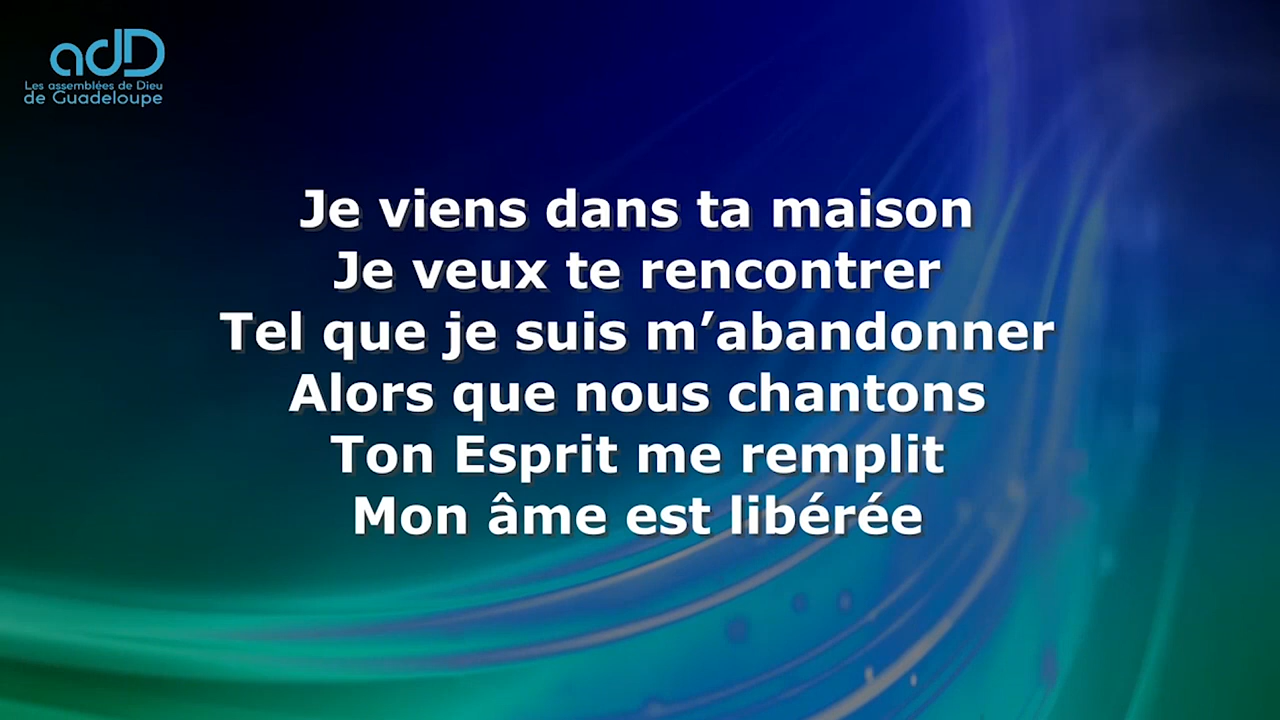 adD
Les assemblées de Dieu
de Guadeloupe
Je viens dans ta maison
Je veux te rencontrer
Tel que je suis m’abandonner
Alors que nous chantons
Ton Esprit me remplit
Mon âme est libérée